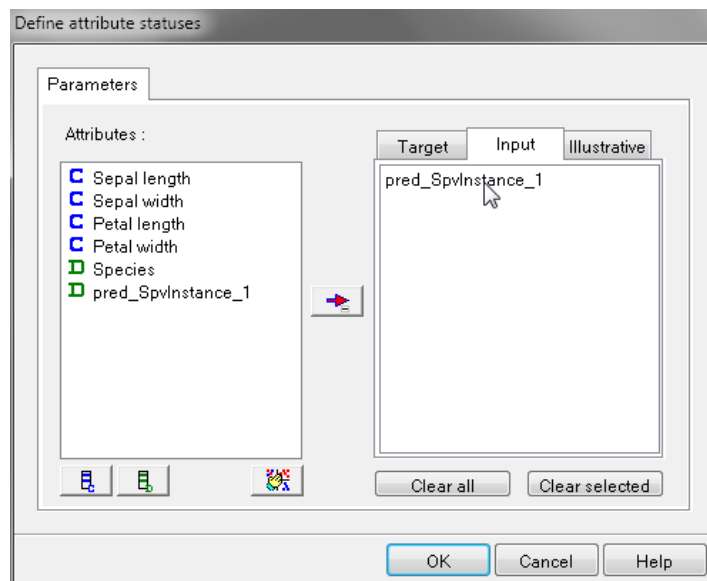 Define attribute statuses
Parameters
Attributes :
C Sepal length
C Sepal width
C Petal length
C Petal width
D Species
D pred_SpvInstance_1
Target Input Illustrative
pred_SpvInstance_1
Clear all Clear selected
OK Cancel Help